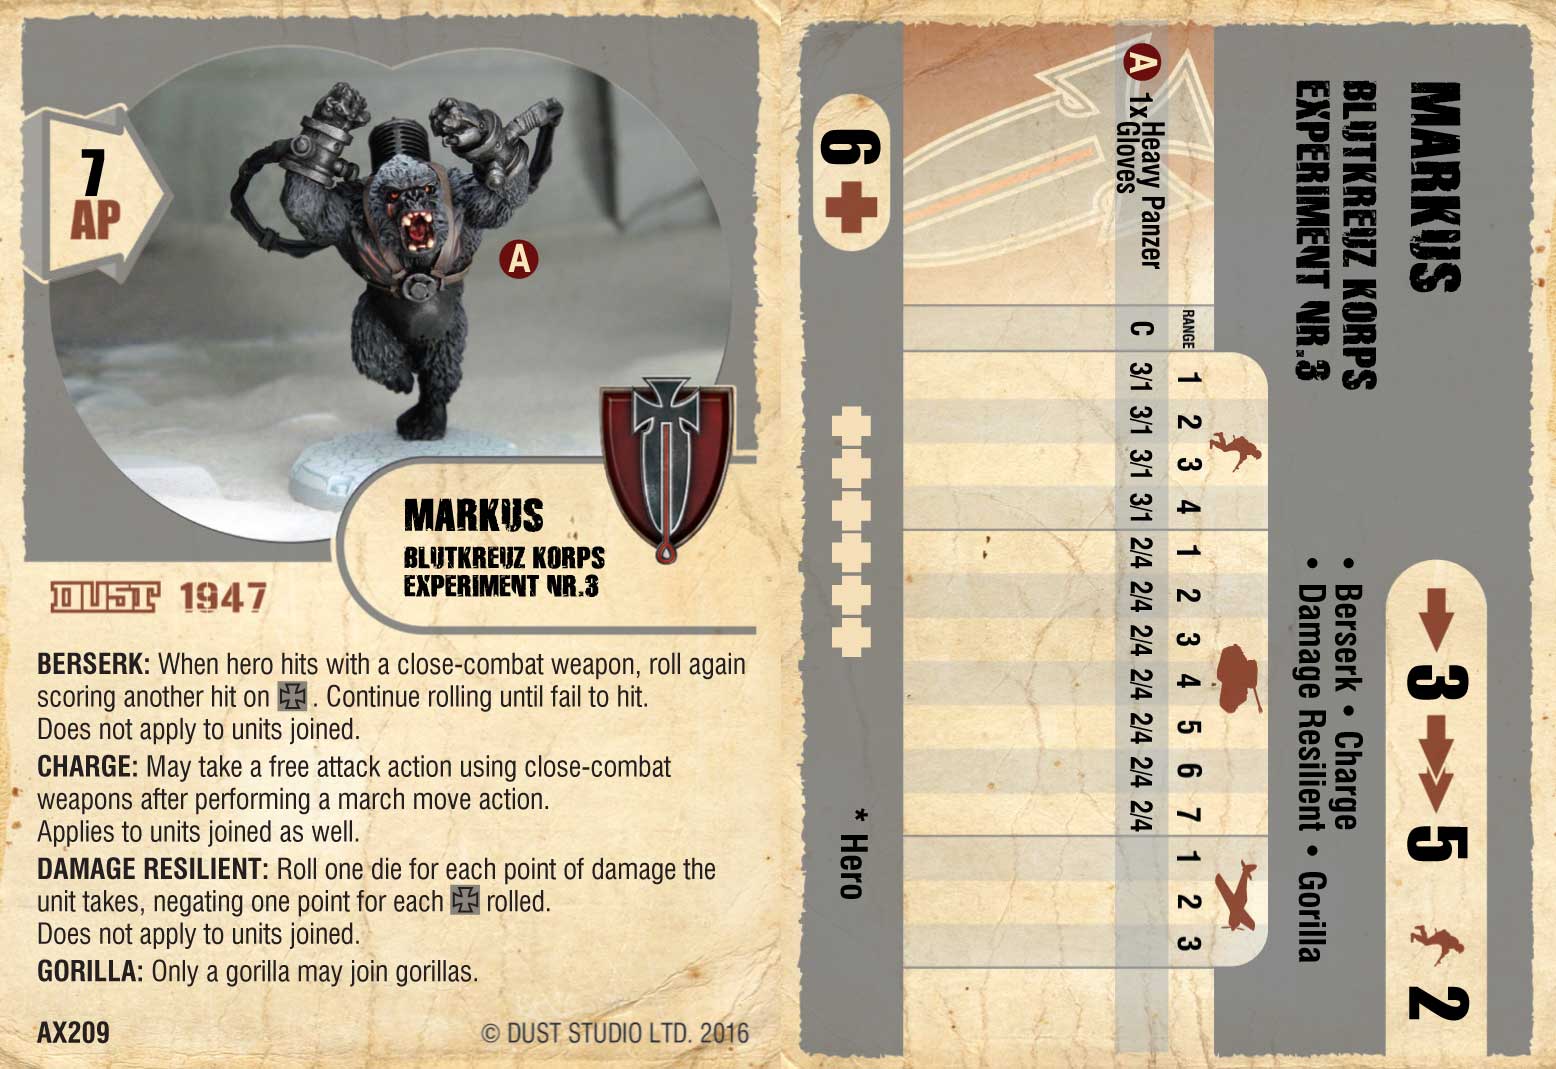 7
AP
A
MARKUS
BLUTKREUZ KORPS
EXPERIMENT NR.3
DUST 1947
BERSERK: When hero hits with a close-combat weapon, roll again
scoring another hit on . Continue rolling until fail to hit.
Does not apply to units joined.
CHARGE: May take a free attack action using close-combat
weapons after performing a march move action.
Applies to units joined as well.
DAMAGE RESILIENT: Roll one die for each point of damage the
unit takes, negating one point for each rolled.
Does not apply to units joined.
GORILLA: Only a gorilla may join gorillas.
AX209
© DUST STUDIO LTD. 2016
MARKUS
BLUTKREUZ KORPS
EXPERIMENT NR.3
3 5 2
• Berserk • Charge
• Damage Resilient • Gorilla
RANGE 1 2 3 4 1 2 3 4 5 6 7 1 2 3
A 1x Heavy Panzer
Gloves
C 3/1 3/1 3/1 3/1 2/4 2/4 2/4 2/4 2/4 2/4 2/4
6
* Hero